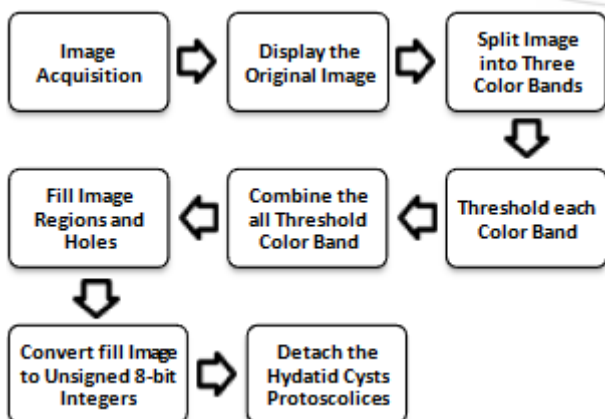 Image
Acquisition
Display the
Original Image
Split Image
into Three
Color Bands
Threshold each
Color Band
Combine the
all Threshold
Color Band
Fill Image
Regions and
Holes
Convert fill Image
to Unsigned 8-bit
Integers
Detach the
Hydatid Cysts
Protoscolices